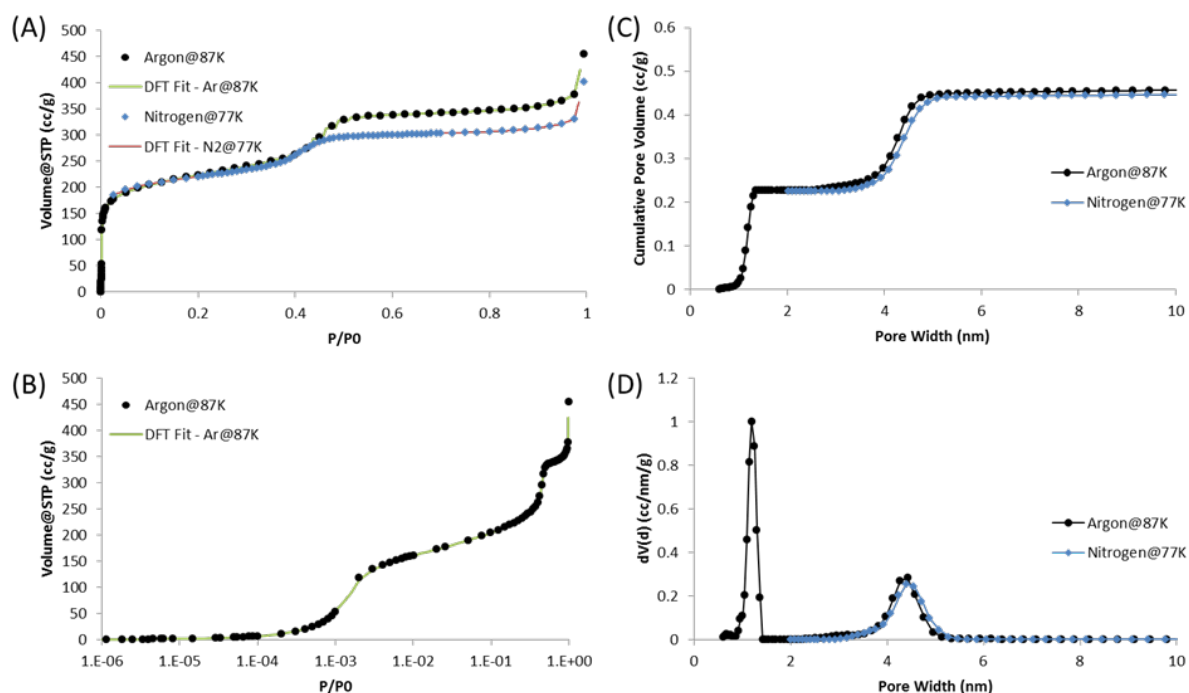 (A)
500
450
400
350
300
250
200
150
100
50
0
Volume@STP (cc/g)
Argon@87K
DFT Fit - Ar@87K
Nitrogen@77K
DFT Fit - N2@77K
0
0.2
0.4
0.6
0.8
1
P/P0
(C)
0.6
0.5
0.4
0.3
0.2
0.1
0
Cumulative Pore Volume (cc/g)
Argon@87K
Nitrogen@77K
0
2
4
6
8
10
Pore Width (nm)
(B)
500
450
400
350
300
250
200
150
100
50
0
Volume@STP (cc/g)
Argon@87K
DFT Fit - Ar@87K
1.E-06
1.E-05
1.E-04
1.E-03
1.E-02
1.E-01
1.E+00
P/P0
(D)
1.2
1
0.8
0.6
0.4
0.2
0
dV(d) (cc/nm/g)
Argon@87K
Nitrogen@77K
0
2
4
6
8
10
Pore Width (nm)